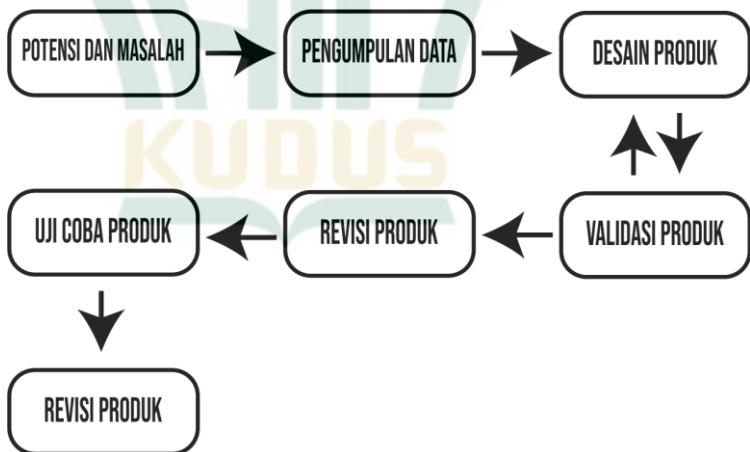 POTENSI DAN MASALAH
PENGUMPULAN DATA
DESAIN PRODUK
KUDUS
VALIDASI PRODUK
REVISI PRODUK
UJI COBA PRODUK
REVISI PRODUK